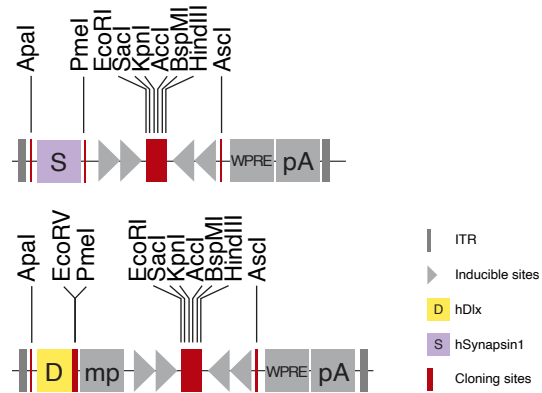 ApaI
PmeI
EcoRI
SacI
KpnI
AccI
BspMI
HindIII
AscI
S
WPRE
pA
ApaI
EcoRV
PmeI
EcoRI
SacI
KpnI
AccI
BspMI
HindIII
AscI
D
mp
WPRE
pA
ITR
Inducible sites
D hDlx
S hSynapsin1
Cloning sites